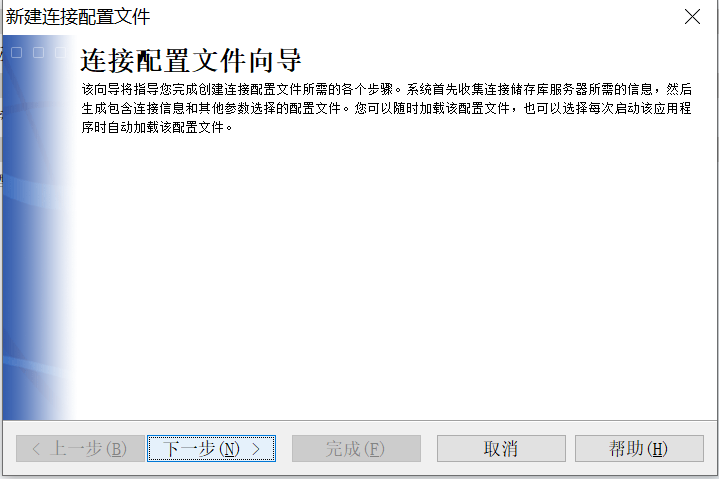 新建连接配置文件
连接配置文件向导
该向导将指导您完成创建连接配置文件所需的各个步骤。系统首先收集连接储存库服务器所需的信息，然后
生成包含连接信息和其他参数选择的配置文件。您可以随时加载该配置文件，也可以选择每次启动该应用程
序时自动加载该配置文件。
< 上一步(B) 下一步(N) > 完成(F) 取消 帮助(H)